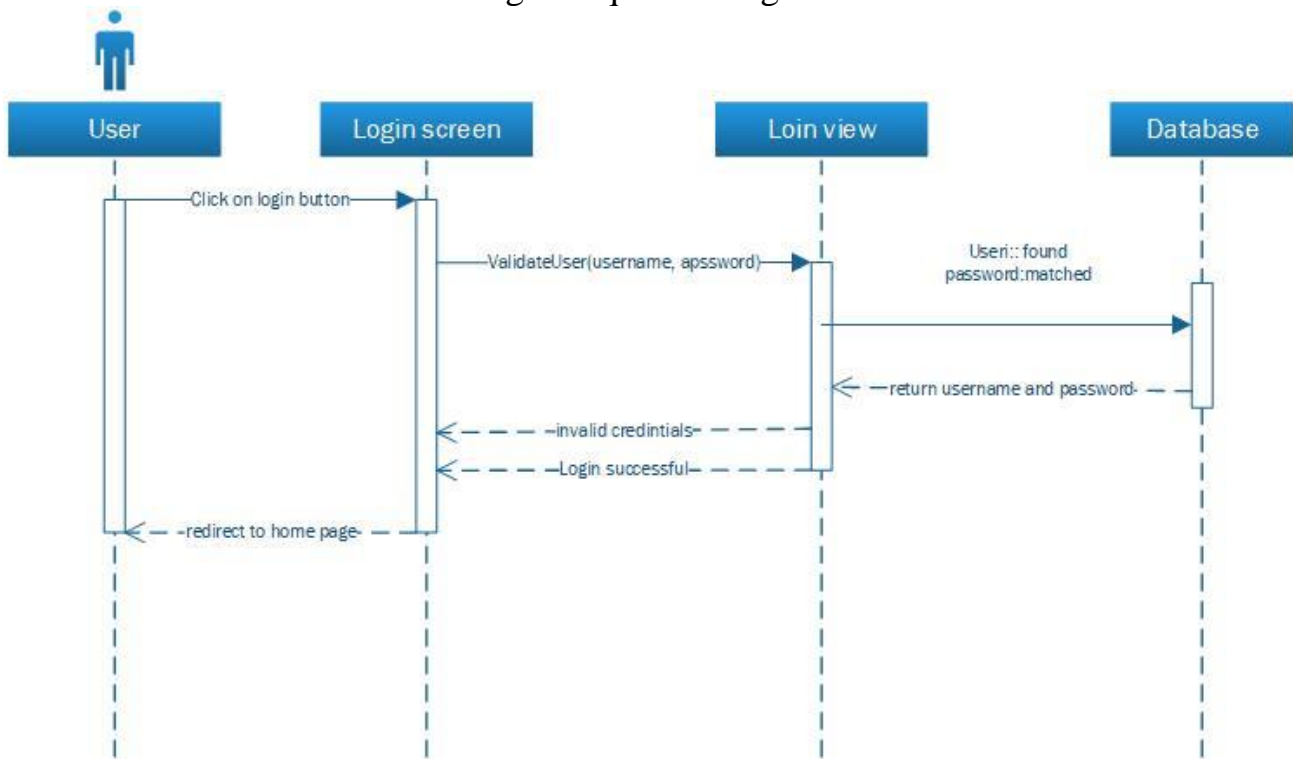 User
Login screen
Loin view
Database
Click on login button
ValidateUser(username, apssword)
Useri:: found
password:matched
return username and password
invalid credintials
Login successful
redirect to home page